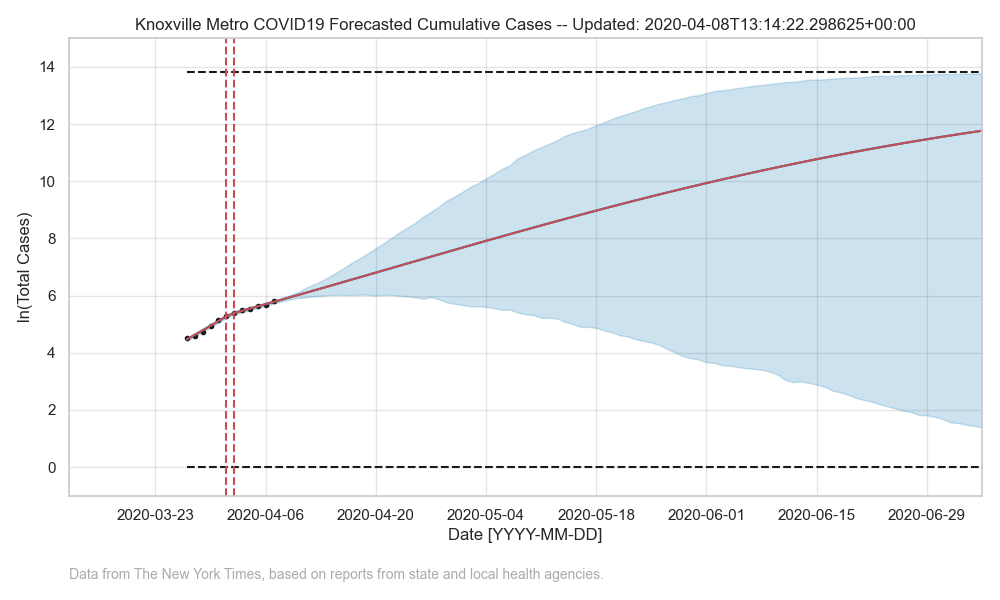 Knoxville Metro COVID19 Forecasted Cumulative Cases -- Updated: 2020-04-08T13:14:22.298625+00:00
ln(Total Cases)
14
12
10
8
6
4
2
0
2020-03-23 2020-04-06 2020-04-20 2020-05-04 2020-05-18 2020-06-01 2020-06-15 2020-06-29
Date [YYYY-MM-DD]
Data from The New York Times, based on reports from state and local health agencies.